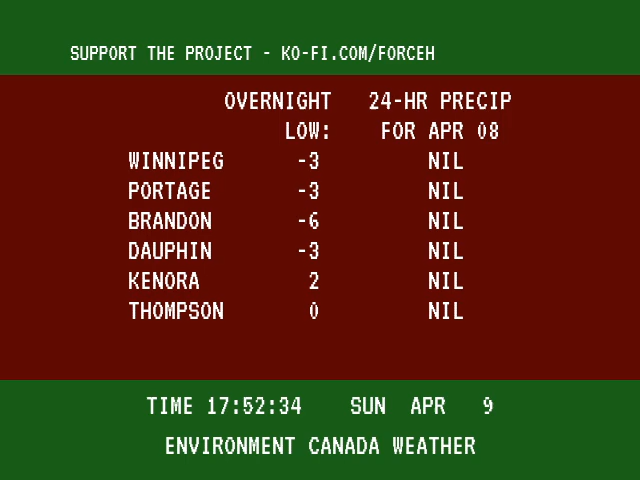 SUPPORT THE PROJECT - KO-FI.COM/FORCEH
OVERNIGHT 24-HR PRECIP
LOW: FOR APR 08
WINNIPEG -3 NIL
PORTAGE -3 NIL
BRANDON -6 NIL
DAUPHIN -3 NIL
KENORA 2 NIL
THOMPSON 0 NIL
TIME 17:52:34 SUN APR 9
ENVIRONMENT CANADA WEATHER